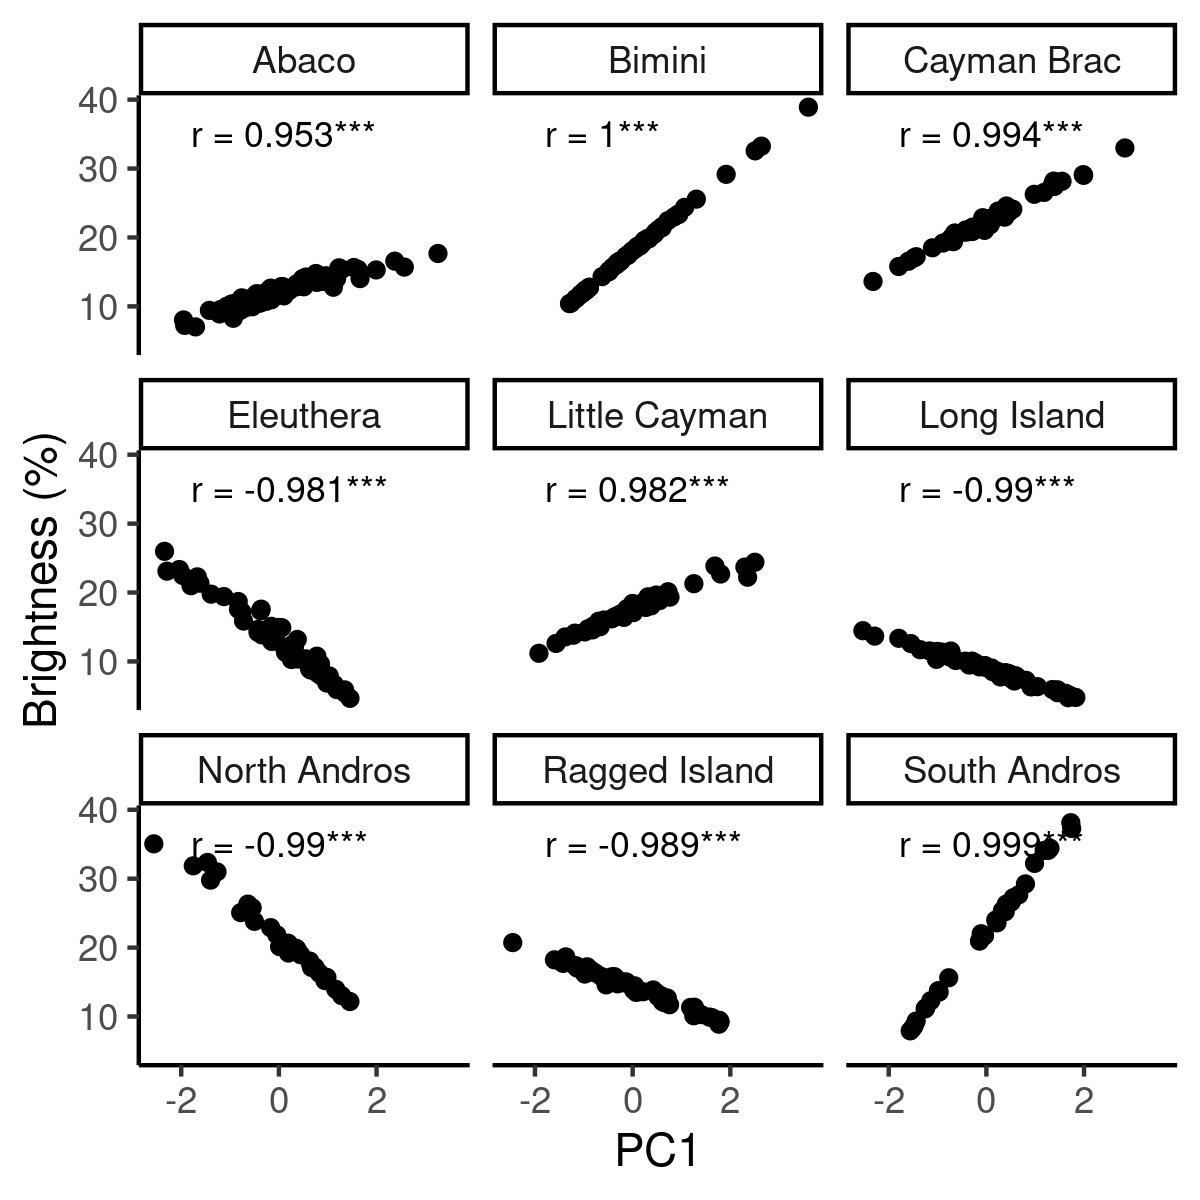 Abaco Bimini Cayman Brac
40
30
20
10
r = 0.953*** r = 1*** r = 0.994***
Eleuthera Little Cayman Long Island
40
30
20
10
r = -0.981*** r = 0.982*** r = -0.99***
Brightness (%)
North Andros Ragged Island South Andros
40
30
20
10
r = -0.99*** r = -0.989*** r = 0.999***
-2 0 2 -2 0 2 -2 0 2
PC1